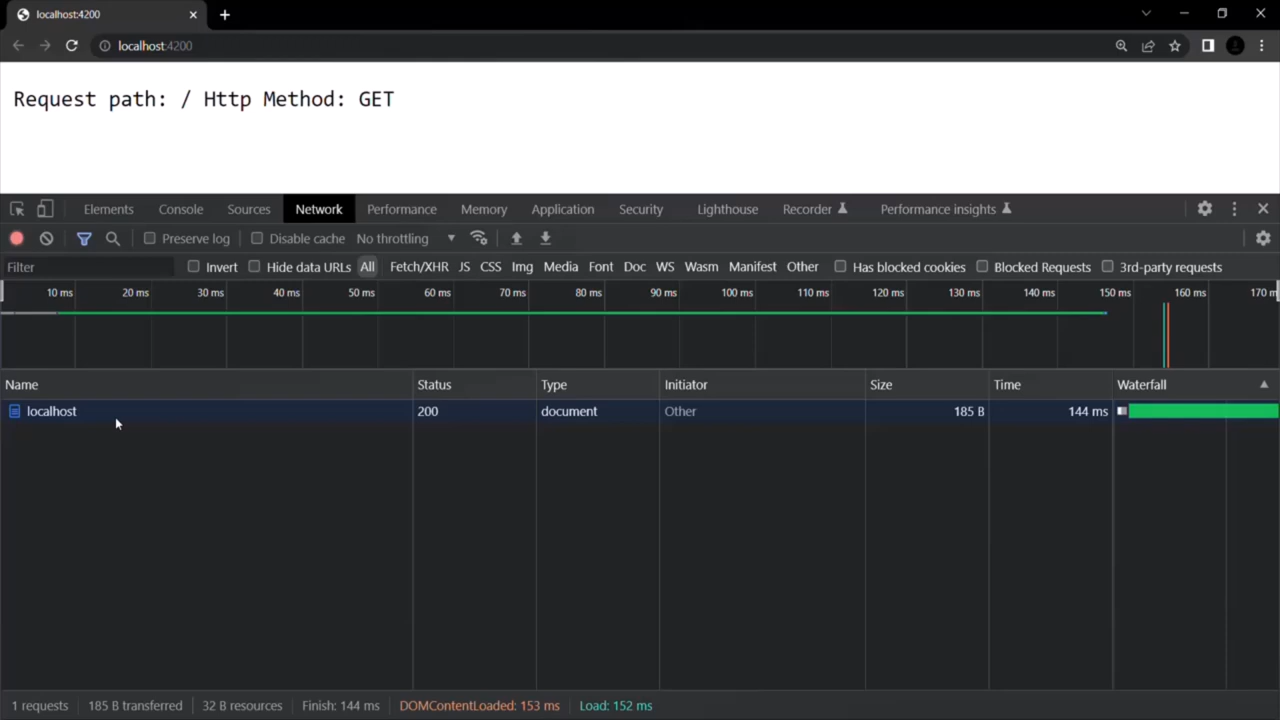 localhost:4200
localhost:4200
Request path: / Http Method: GET
Elements Console Sources Network Performance Memory Application Security Lighthouse Recorder Performance insights
Preserve log Disable cache No throttling
Filter Invert Hide data URLs All Fetch/XHR JS CSS Img Media Font Doc WS Wasm Manifest Other Has blocked cookies Blocked Requests 3rd-party requests
10 ms 20 ms 30 ms 40 ms 50 ms 60 ms 70 ms 80 ms 90 ms 100 ms 110 ms 120 ms 130 ms 140 ms 150 ms 160 ms 170 m
Name Status Type Initiator Size Time Waterfall
localhost 200 document Other 185 B 144 ms
1 requests 185 B transferred 32 B resources Finish: 144 ms DOMContentLoaded: 153 ms Load: 152 ms